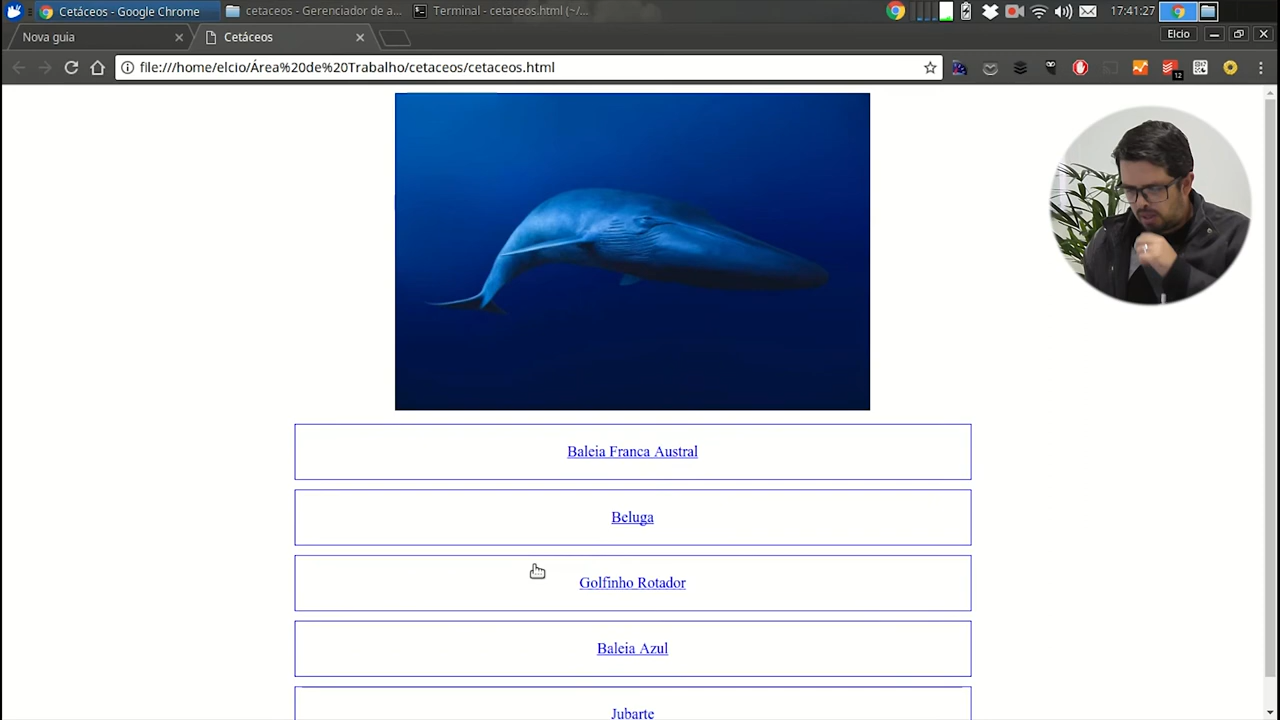 Cetáceos - Google Chrome
cetaceos - Gerenciador de a...
Terminal - cetaceos.html (~/...
17:41:27
Nova guia
Cetáceos
Elcio
file:///home/elcio/Área%20de%20Trabalho/cetaceos/cetaceos.html
12
Baleia Franca Austral
Beluga
Golfinho Rotador
Baleia Azul
Jubarte